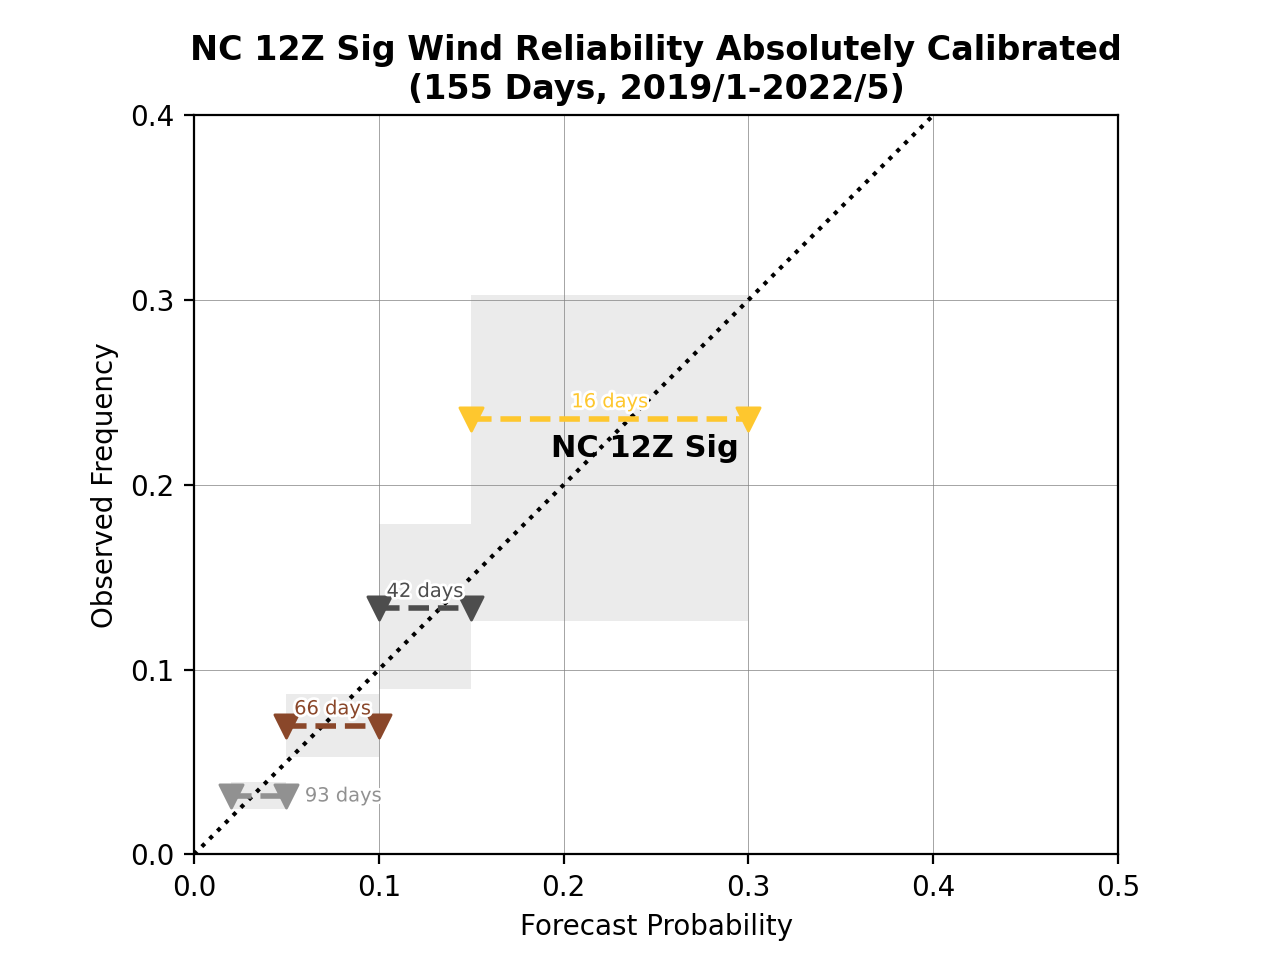 NC 12Z Sig Wind Reliability Absolutely Calibrated
(155 Days, 2019/1-2022/5)
0.4
0.3
0.2
0.1
0.0
Observed Frequency
16 days
NC 12Z Sig
42 days
66 days
93 days
0.0 0.1 0.2 0.3 0.4 0.5
Forecast Probability